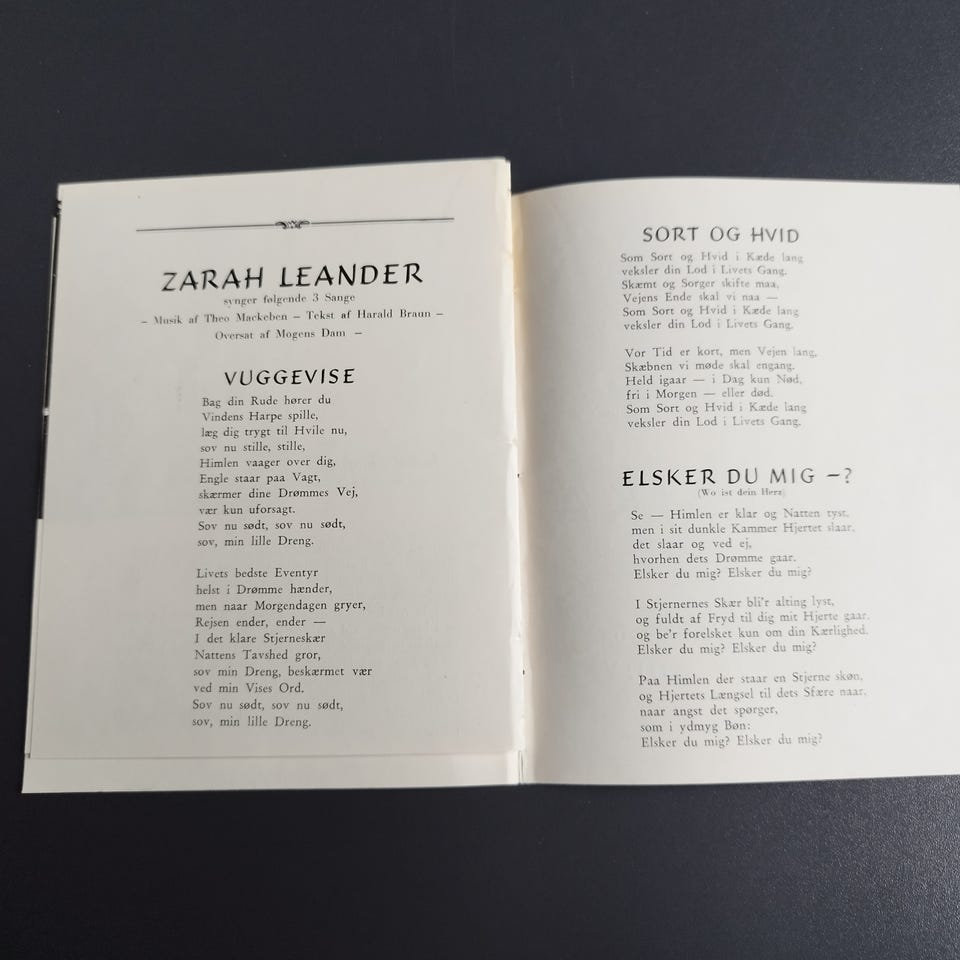 ZARAH LEANDER
synger følgende 3 Sange
– Musik af Theo Mackeben – Tekst af Harald Braun –
Oversat af Mogens Dam –
VUGGEVISE
Bag din Rude hører du
Vindens Harpe spille,
læg dig trygt til Hvile nu,
sov nu stille, stille,
Himlen vaager over dig,
Engle staar paa Vagt,
skærmer dine Drømmes Vej,
vær kun uforsagt.
Sov nu sødt, sov nu sødt,
sov, min lille Dreng.
Livets bedste Eventyr
helst i Drømme hænder,
men naar Morgendagen gryer,
Rejsen ender, ender —
I det klare Stjerneskær
Nattens Tavshed gror,
sov min Dreng, beskærmet vær
ved min Vises Ord.
Sov nu sødt, sov nu sødt,
sov, min lille Dreng.
SORT OG HVID
Som Sort og Hvid i Kæde lang
veksler din Lod i Livets Gang.
Skæmt og Sorger skifte maa,
Vejens Ende skal vi naa —
Som Sort og Hvid i Kæde lang
veksler din Lod i Livets Gang.
Vor Tid er kort, men Vejen lang,
Skæbnen vi møde skal engang.
Held igaar — i Dag kun Nød,
fri i Morgen — eller død.
Som Sort og Hvid i Kæde lang
veksler din Lod i Livets Gang.
ELSKER DU MIG –?
(Wo ist dein Herz)
Se — Himlen er klar og Natten tyst,
men i sit dunkle Kammer Hjertet slaar,
det slaar og ved ej,
hvorhen dets Drømme gaar.
Elsker du mig? Elsker du mig?
I Stjernernes Skær bli'r alting lyst,
og fuldt af Fryd til dig mit Hjerte gaar,
og be'r forelsket kun om din Kærlighed.
Elsker du mig? Elsker du mig?
Paa Himlen der staar en Stjerne skøn,
og Hjertets Længsel til dets Sfære naar,
naar angst det spørger,
som i ydmyg Bøn:
Elsker du mig? Elsker du mig?